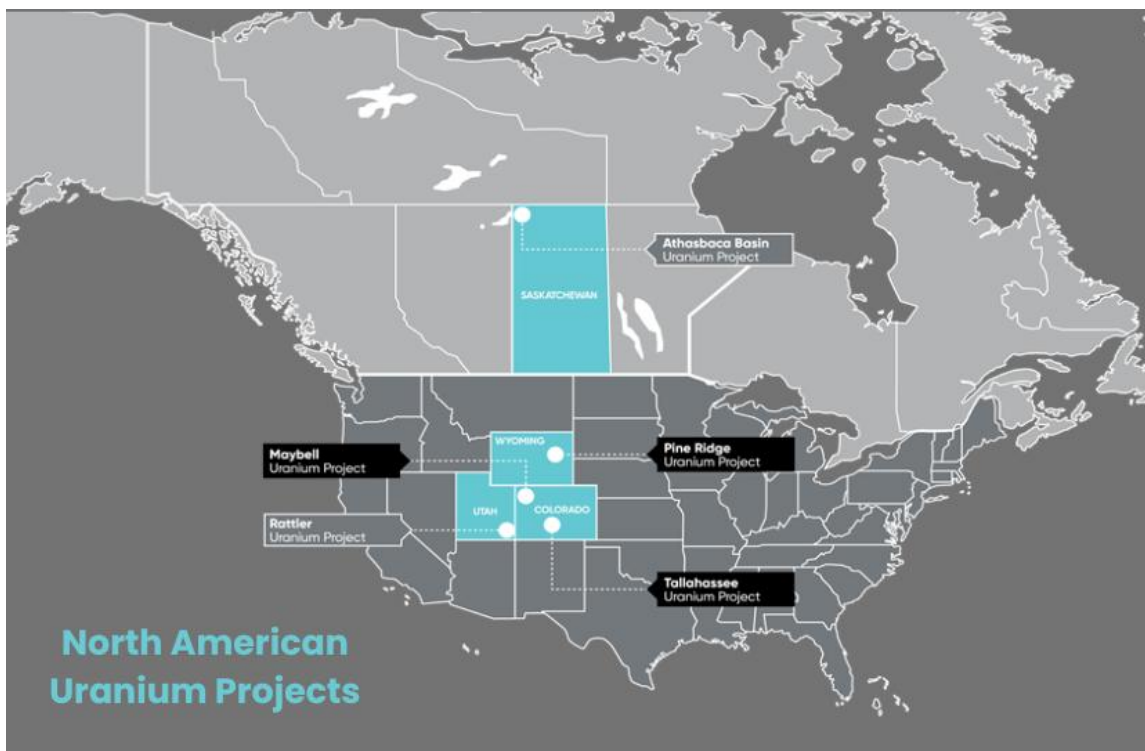 Athasbaca Basin
Uranium Project
SASKATCHEWAN
WYOMING
Maybell
Uranium Project
Pine Ridge
Uranium Project
UTAH
COLORADO
Rattler
Uranium Project
Tallahassee
Uranium Project
North American
Uranium Projects